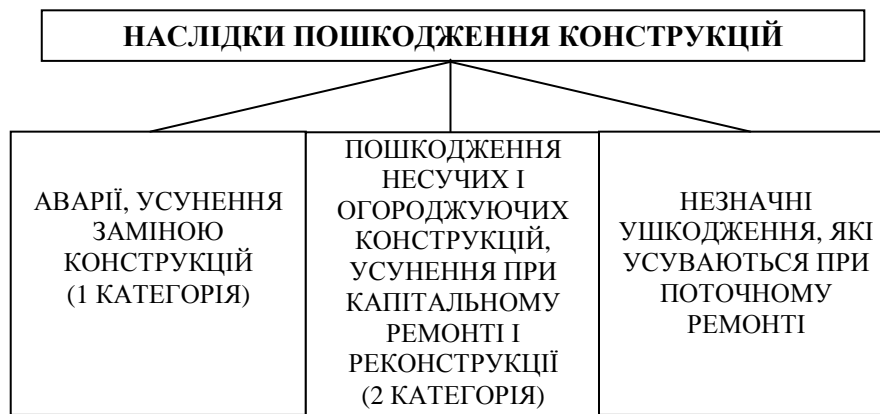 НАСЛІДКИ ПОШКОДЖЕННЯ КОНСТРУКЦІЙ
АВАРІЇ, УСУНЕННЯ
ЗАМІНОЮ
КОНСТРУКЦІЙ
(1 КАТЕГОРІЯ)
ПОШКОДЖЕННЯ
НЕСУЧИХ І
ОГОРОДЖУЮЧИХ
КОНСТРУКЦІЙ,
УСУНЕННЯ ПРИ
КАПІТАЛЬНОМУ
РЕМОНТІ І
РЕКОНСТРУКЦІЇ
(2 КАТЕГОРІЯ)
НЕЗНАЧНІ
УШКОДЖЕННЯ, ЯКІ
УСУВАЮТЬСЯ ПРИ
ПОТОЧНОМУ
РЕМОНТІ